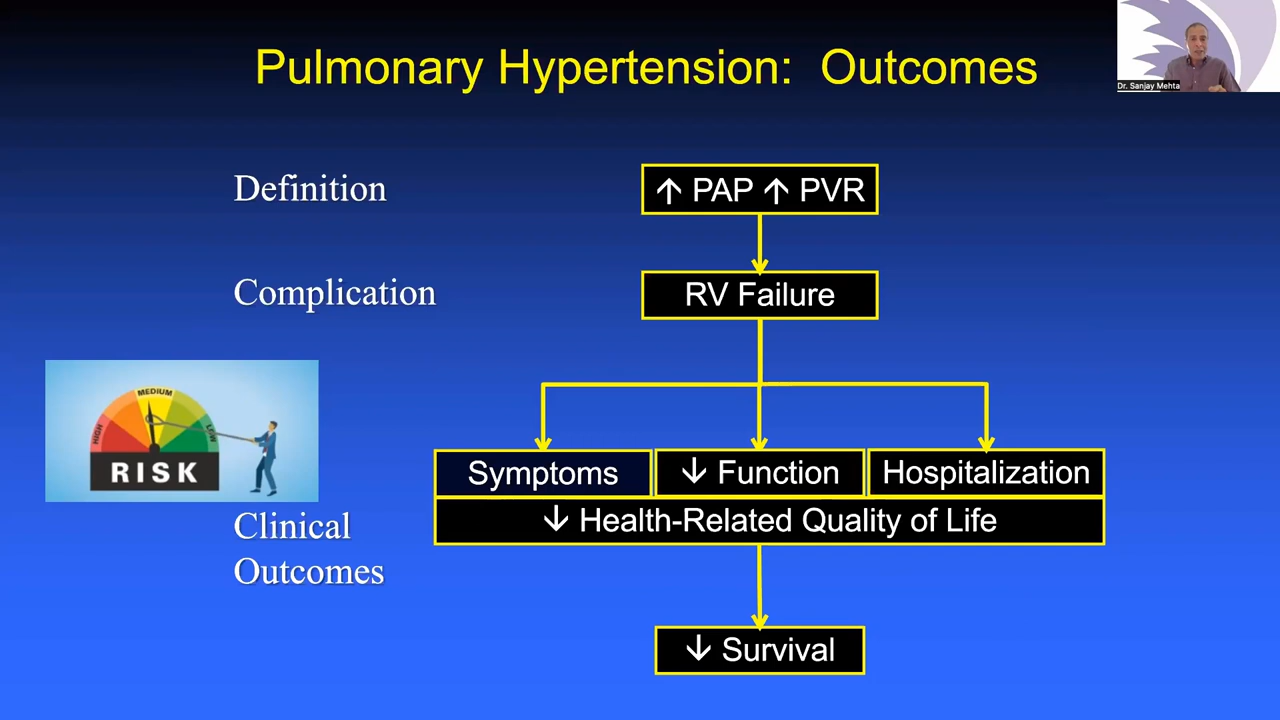 Pulmonary Hypertension: Outcomes
Dr. Sanjay Mehta
Definition
↑ PAP ↑ PVR
Complication
RV Failure
HIGH
MEDIUM
LOW
RISK
Symptoms
↓ Function
Hospitalization
↓ Health-Related Quality of Life
Clinical
Outcomes
↓ Survival